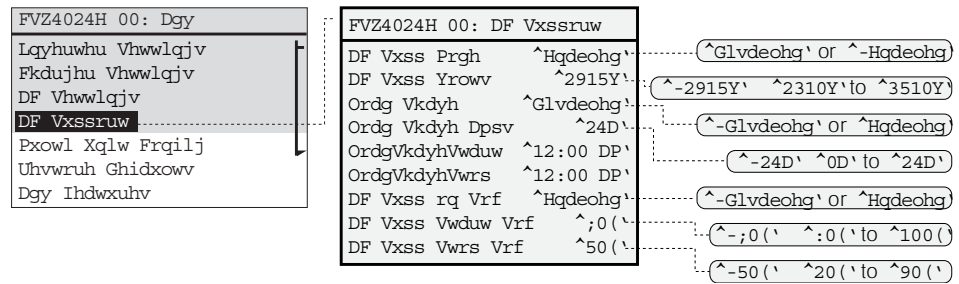 FVZ4024H 00: Dgy
Lqyhuwhu Vhwwlqjv
Fkdujhu Vhwwlqjv
DF Vhwwlqjv
DF Vxssruw
Pxowl Xqlw Frqilj
Uhvwruh Ghidxowv
Dgy Ihdwxuhv
FVZ4024H 00: DF Vxssruw
DF Vxss Prgh ^Hqdeohg‛
DF Vxss Yrowv ^2915Y‛
Ordg Vkdyh ^Glvdeohg‛
Ordg Vkdyh Dpsv ^24D‛
OrdgVkdyhVwduw ^12:00 DP‛
OrdgVkdyhVwrs ^12:00 DP‛
DF Vxss rq Vrf ^Hqdeohg‛
DF Vxss Vwduw Vrf ^;0(‛
DF Vxss Vwrs Vrf ^50(‛
^Glvdeohg‛ or ^-Hqdeohg)
^-2915Y‛ ^2310Y‛to ^3510Y‛
^-Glvdeohg‛ or ^Hqdeohg)
^-24D‛ ^0D‛to ^24D‛
^-Glvdeohg‛ or ^Hqdeohg)
^-;0(‛ ^:0(‛to ^100(‛
^-50(‛ ^20(‛to ^90(‛